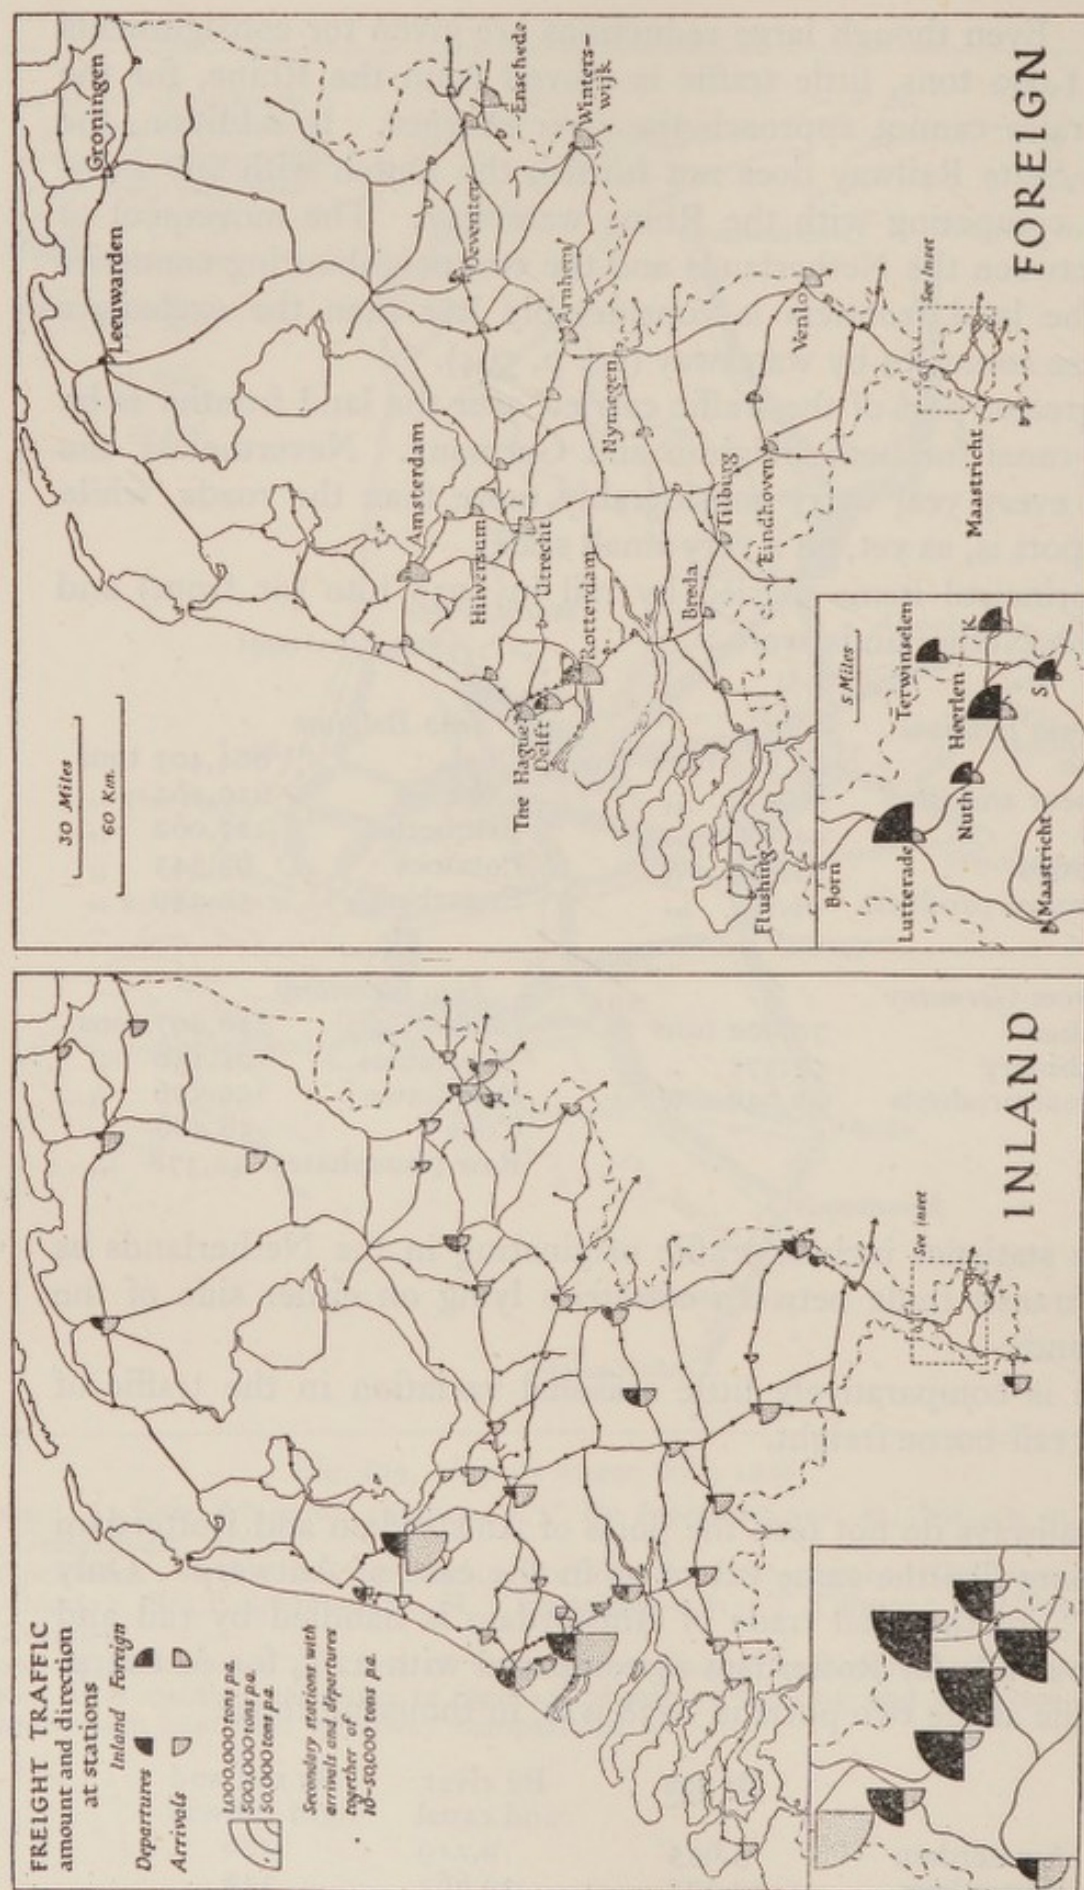 FREIGHT TRAFFIC
amount and direction
at stations
Inland Foreign
Departures
Arrivals
1,000,000 tons p.a.
500,000 tons p.a.
50,000 tons p.a.
Secondary stations with
arrivals and departures
together of
10-50,000 tons p.a.
See inset
INLAND
30 Miles
60 Km.
Leeuwarden
Groningen
Amsterdam
Hilversum
Utrecht
The Hague
Delft
Rotterdam
Deventer
Enschede
Arnhem
Winters-
wijk
Nymegen
Breda
Tilburg
Eindhoven
Venlo
Flushing
Maastricht
See Inset
FOREIGN
5 Miles
Born
Lutterade
Nuth
Heerlen
Terwinselen
K
S
Maastricht